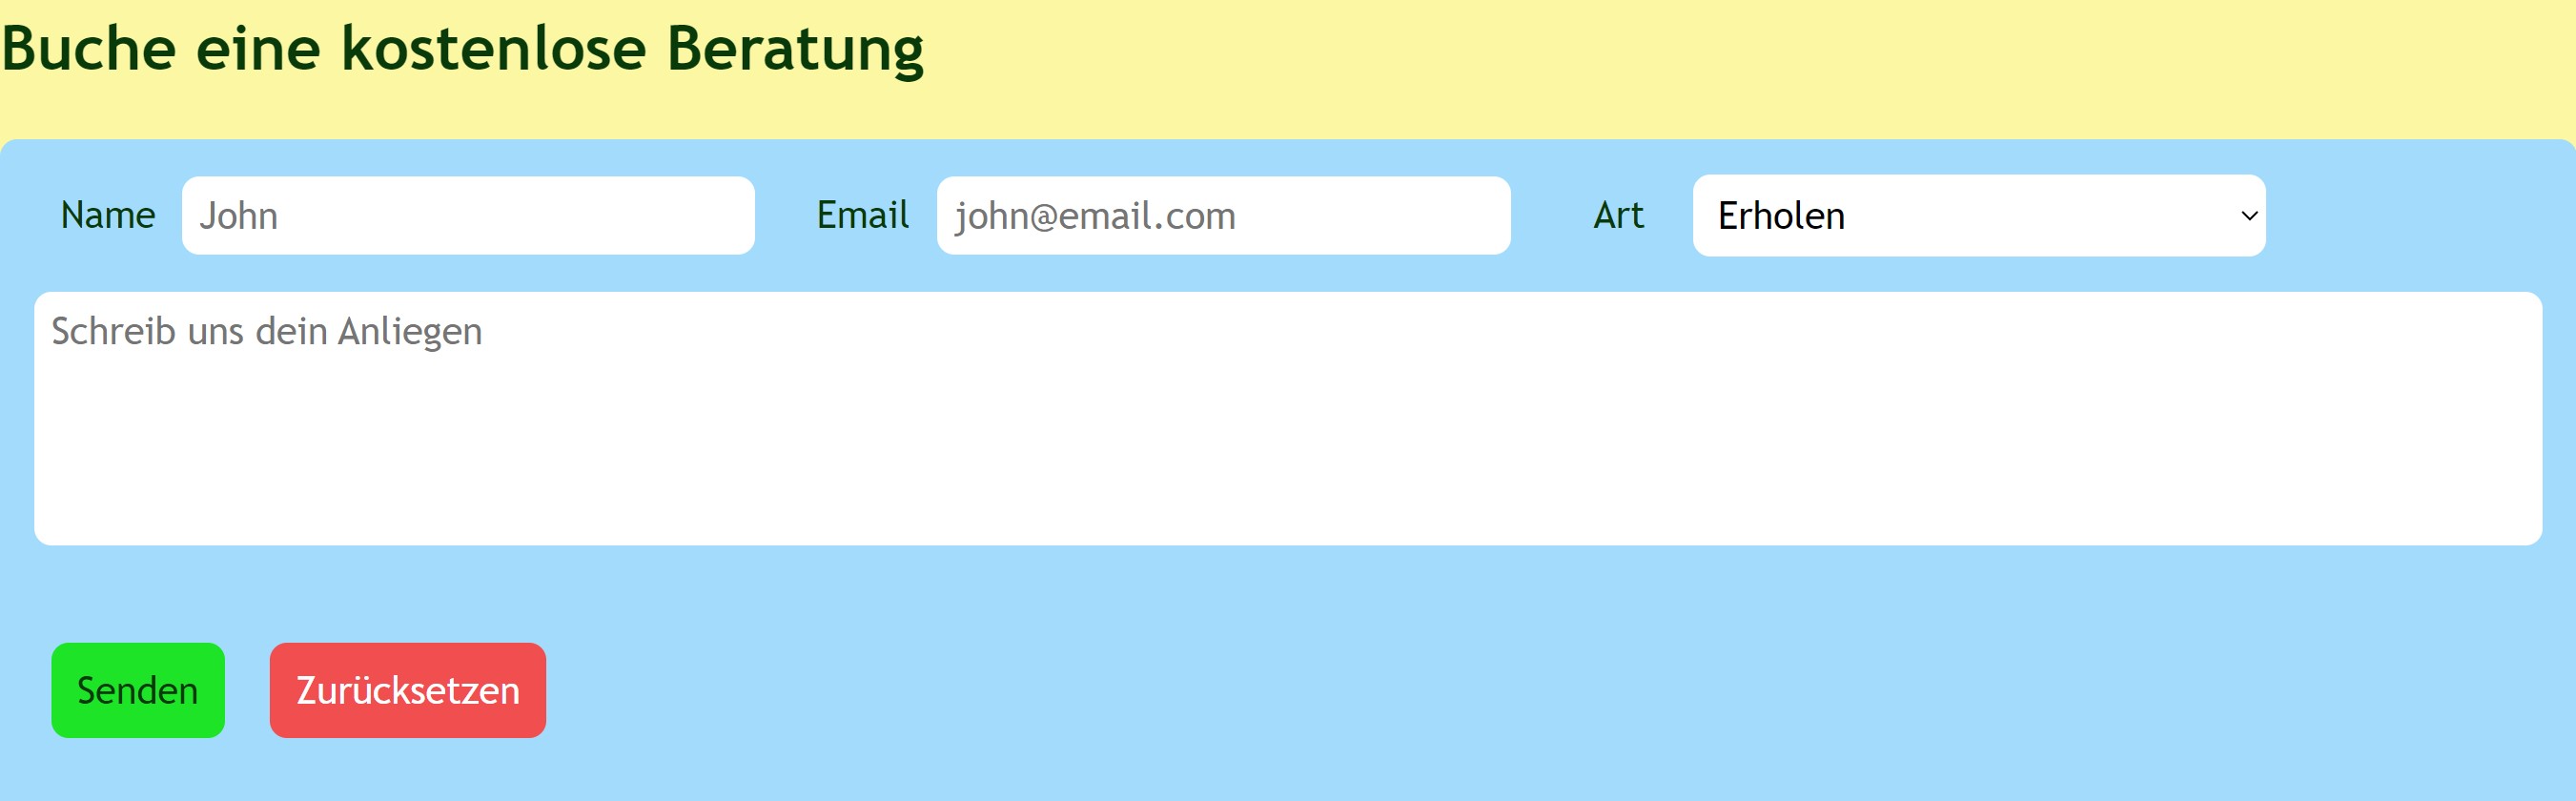 Buche eine kostenlose Beratung
Name John Email john@email.com Art Erholen
Schreib uns dein Anliegen
Senden Zurücksetzen